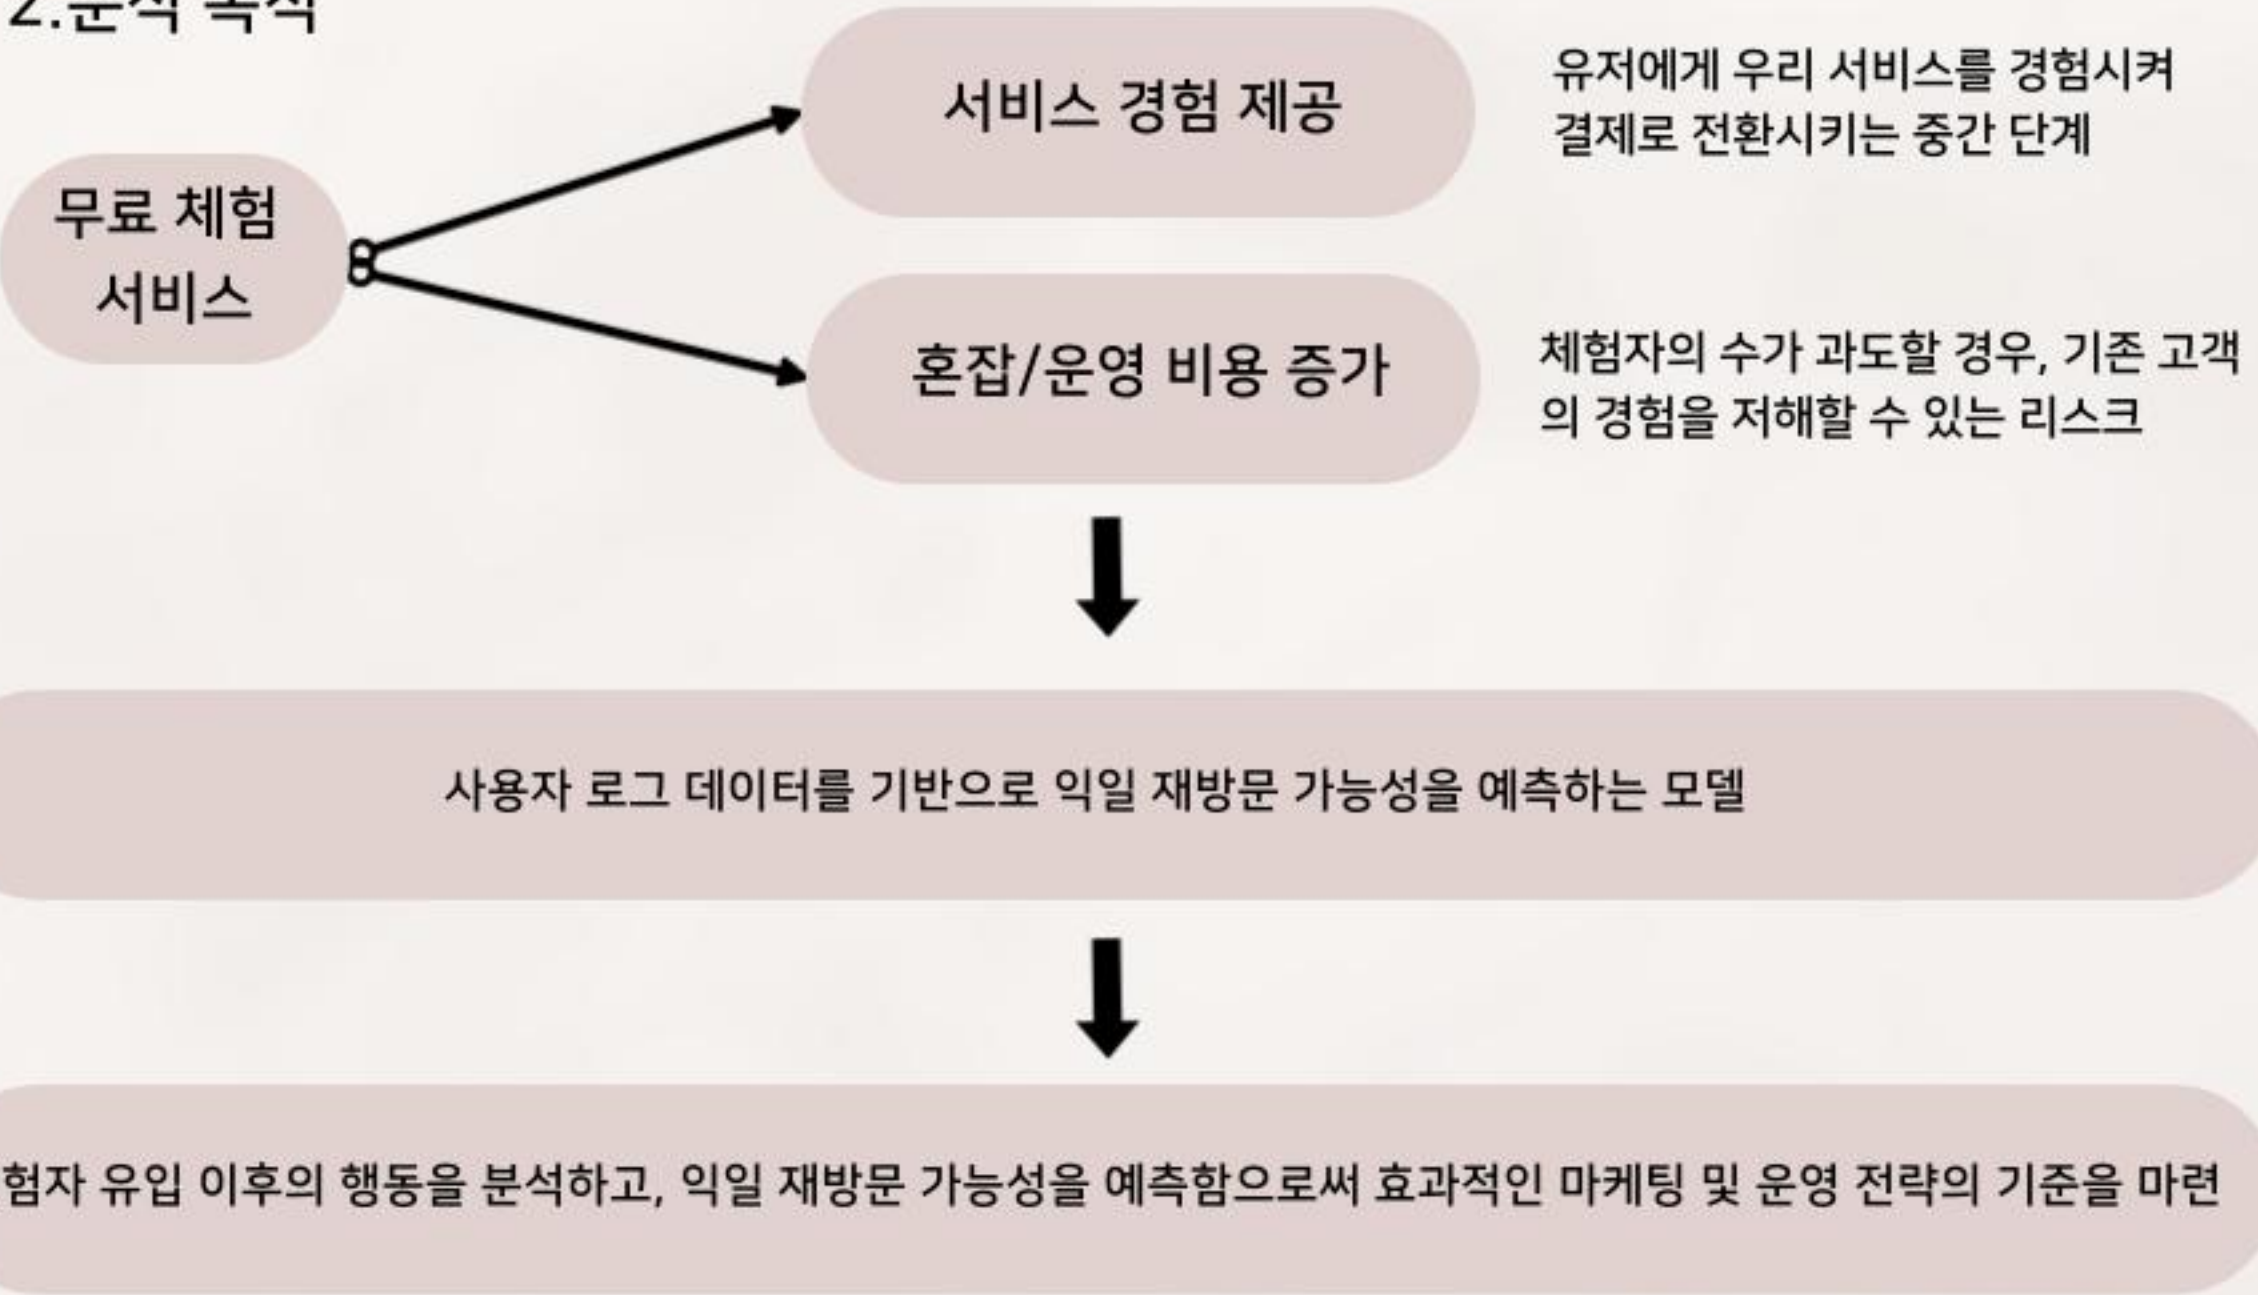 2.분석 목적
무료 체험
서비스
서비스 경험 제공
유저에게 우리 서비스를 경험시켜
결제로 전환시키는 중간 단계
혼잡/운영 비용 증가
체험자의 수가 과도할 경우, 기존 고객
의 경험을 저해할 수 있는 리스크
사용자 로그 데이터를 기반으로 익일 재방문 가능성을 예측하는 모델
험자 유입 이후의 행동을 분석하고, 익일 재방문 가능성을 예측함으로써 효과적인 마케팅 및 운영 전략의 기준을 마련